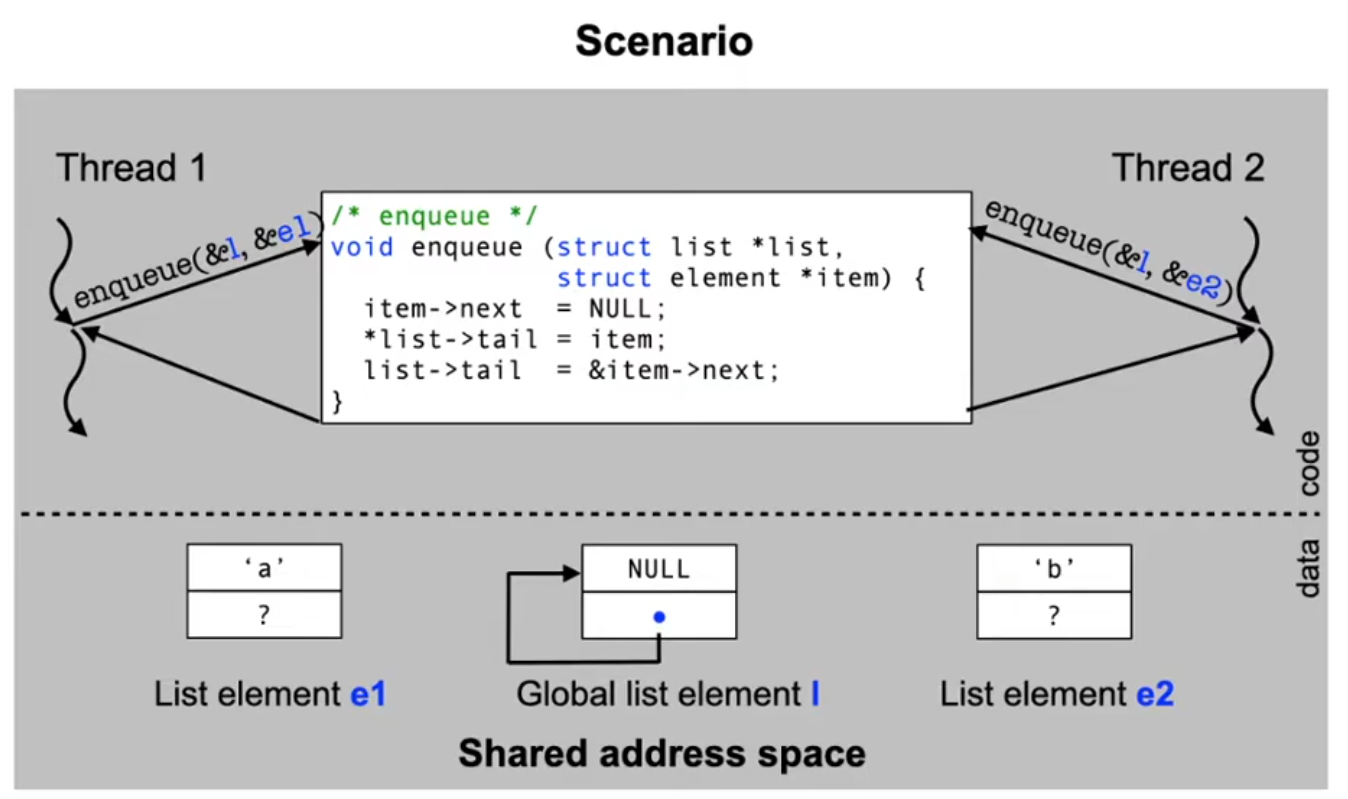 Scenario
Thread 1
Thread 2
enqueue(&l, &e1)
enqueue(&l, &e2)
/* enqueue */
void enqueue (struct list *list,
struct element *item) {
item->next = NULL;
*list->tail = item;
list->tail = &item->next;
}
code
data
‘a’
?
NULL
‘b’
?
List element e1
Global list element l
List element e2
Shared address space